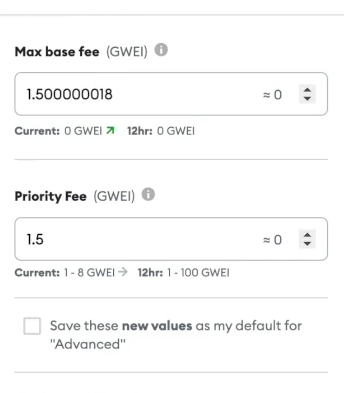 Max base fee (GWEI)
1.500000018 ≈ 0
Current: 0 GWEI ↗ 12hr: 0 GWEI
Priority Fee (GWEI)
1.5 ≈ 0
Current: 1 - 8 GWEI → 12hr: 1 - 100 GWEI
Save these new values as my default for
"Advanced"